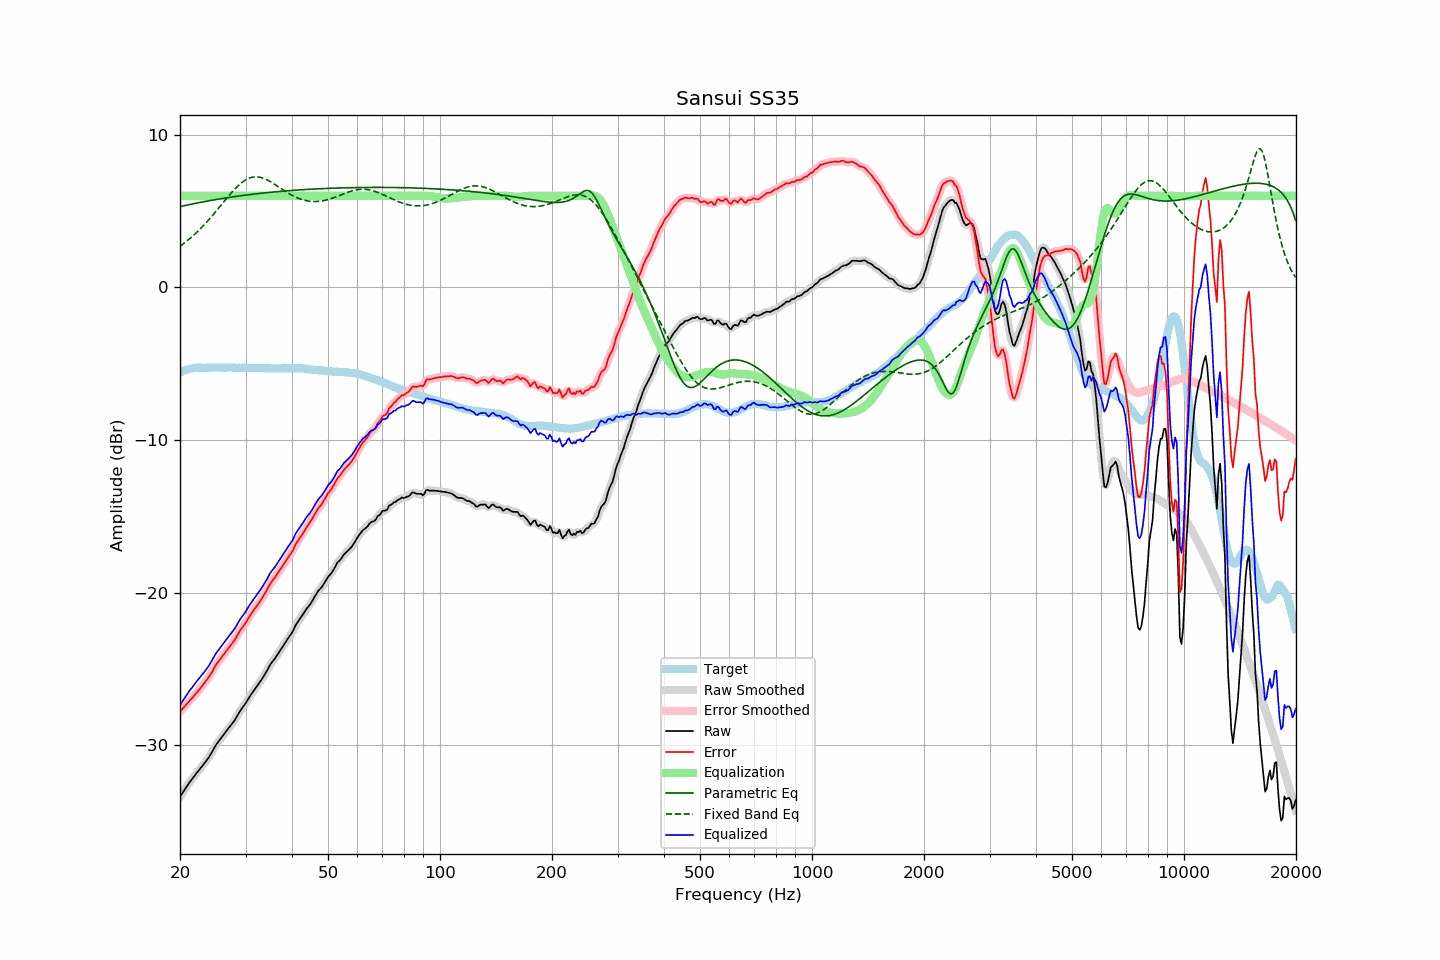 Sansui SS35
Amplitude (dBr)
10
0
−10
−20
−30
20
50
100
200
500
1000
2000
5000
10000
20000
Frequency (Hz)
Target
Raw Smoothed
Error Smoothed
Raw
Error
Equalization
Parametric Eq
Fixed Band Eq
Equalized